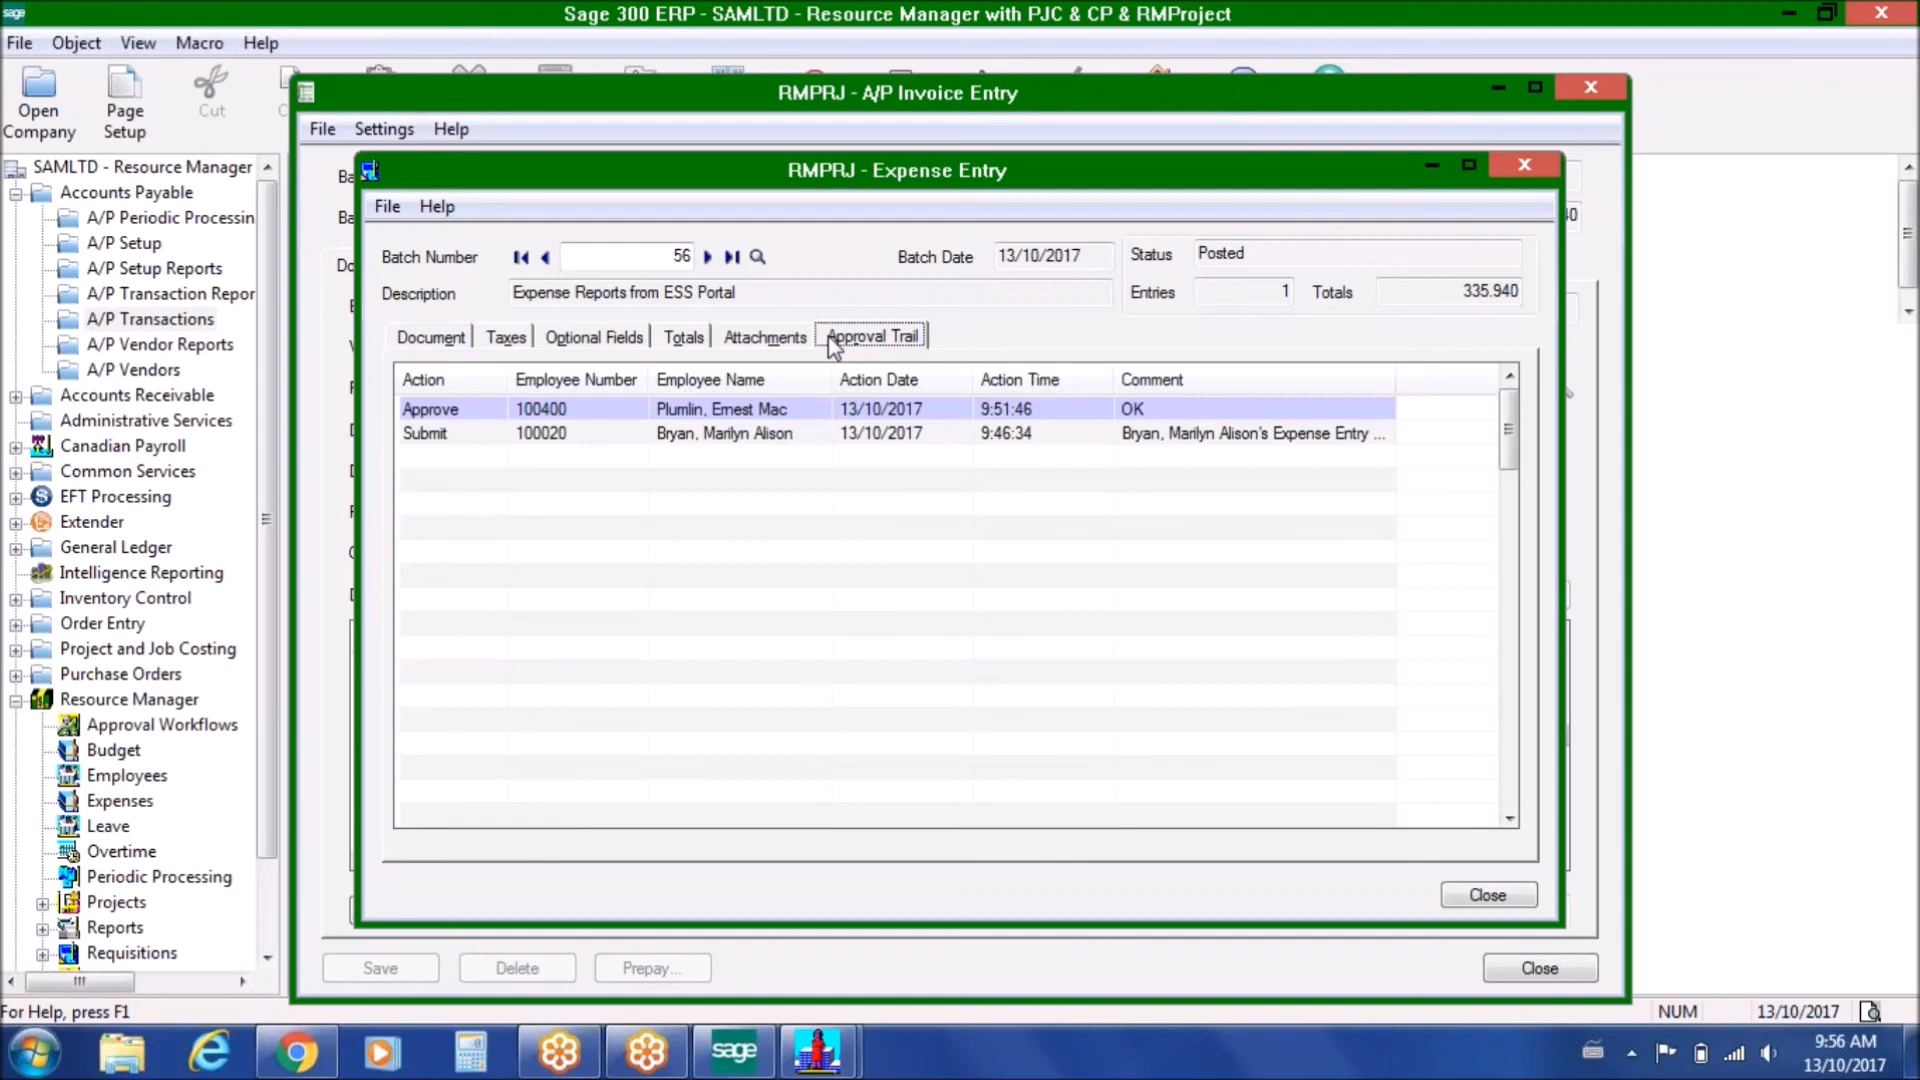 sage
Sage 300 ERP - SAMLTD - Resource Manager with PJC & CP & RMProject
File Object View Macro Help
Open Company
Page Setup
Cut
RMPRJ - A/P Invoice Entry
File Settings Help
SAMLTD - Resource Manager
Accounts Payable
A/P Periodic Processin
A/P Setup
A/P Setup Reports
A/P Transaction Repor
A/P Transactions
A/P Vendor Reports
A/P Vendors
Accounts Receivable
Administrative Services
Canadian Payroll
Common Services
EFT Processing
Extender
General Ledger
Intelligence Reporting
Inventory Control
Order Entry
Project and Job Costing
Purchase Orders
Resource Manager
Approval Workflows
Budget
Employees
Expenses
Leave
Overtime
Periodic Processing
Projects
Reports
Requisitions
RMPRJ - Expense Entry
File Help
Batch Number 56 Batch Date 13/10/2017 Status Posted
Description Expense Reports from ESS Portal Entries 1 Totals 335.940
Document Taxes Optional Fields Totals Attachments Approval Trail
Action Employee Number Employee Name Action Date Action Time Comment
Approve 100400 Plumlin, Ernest Mac 13/10/2017 9:51:46 OK
Submit 100020 Bryan, Marilyn Alison 13/10/2017 9:46:34 Bryan, Marilyn Alison's Expense Entry ...
Close
Save Delete Prepay... Close
For Help, press F1 NUM 13/10/2017
sage
9:56 AM
13/10/2017